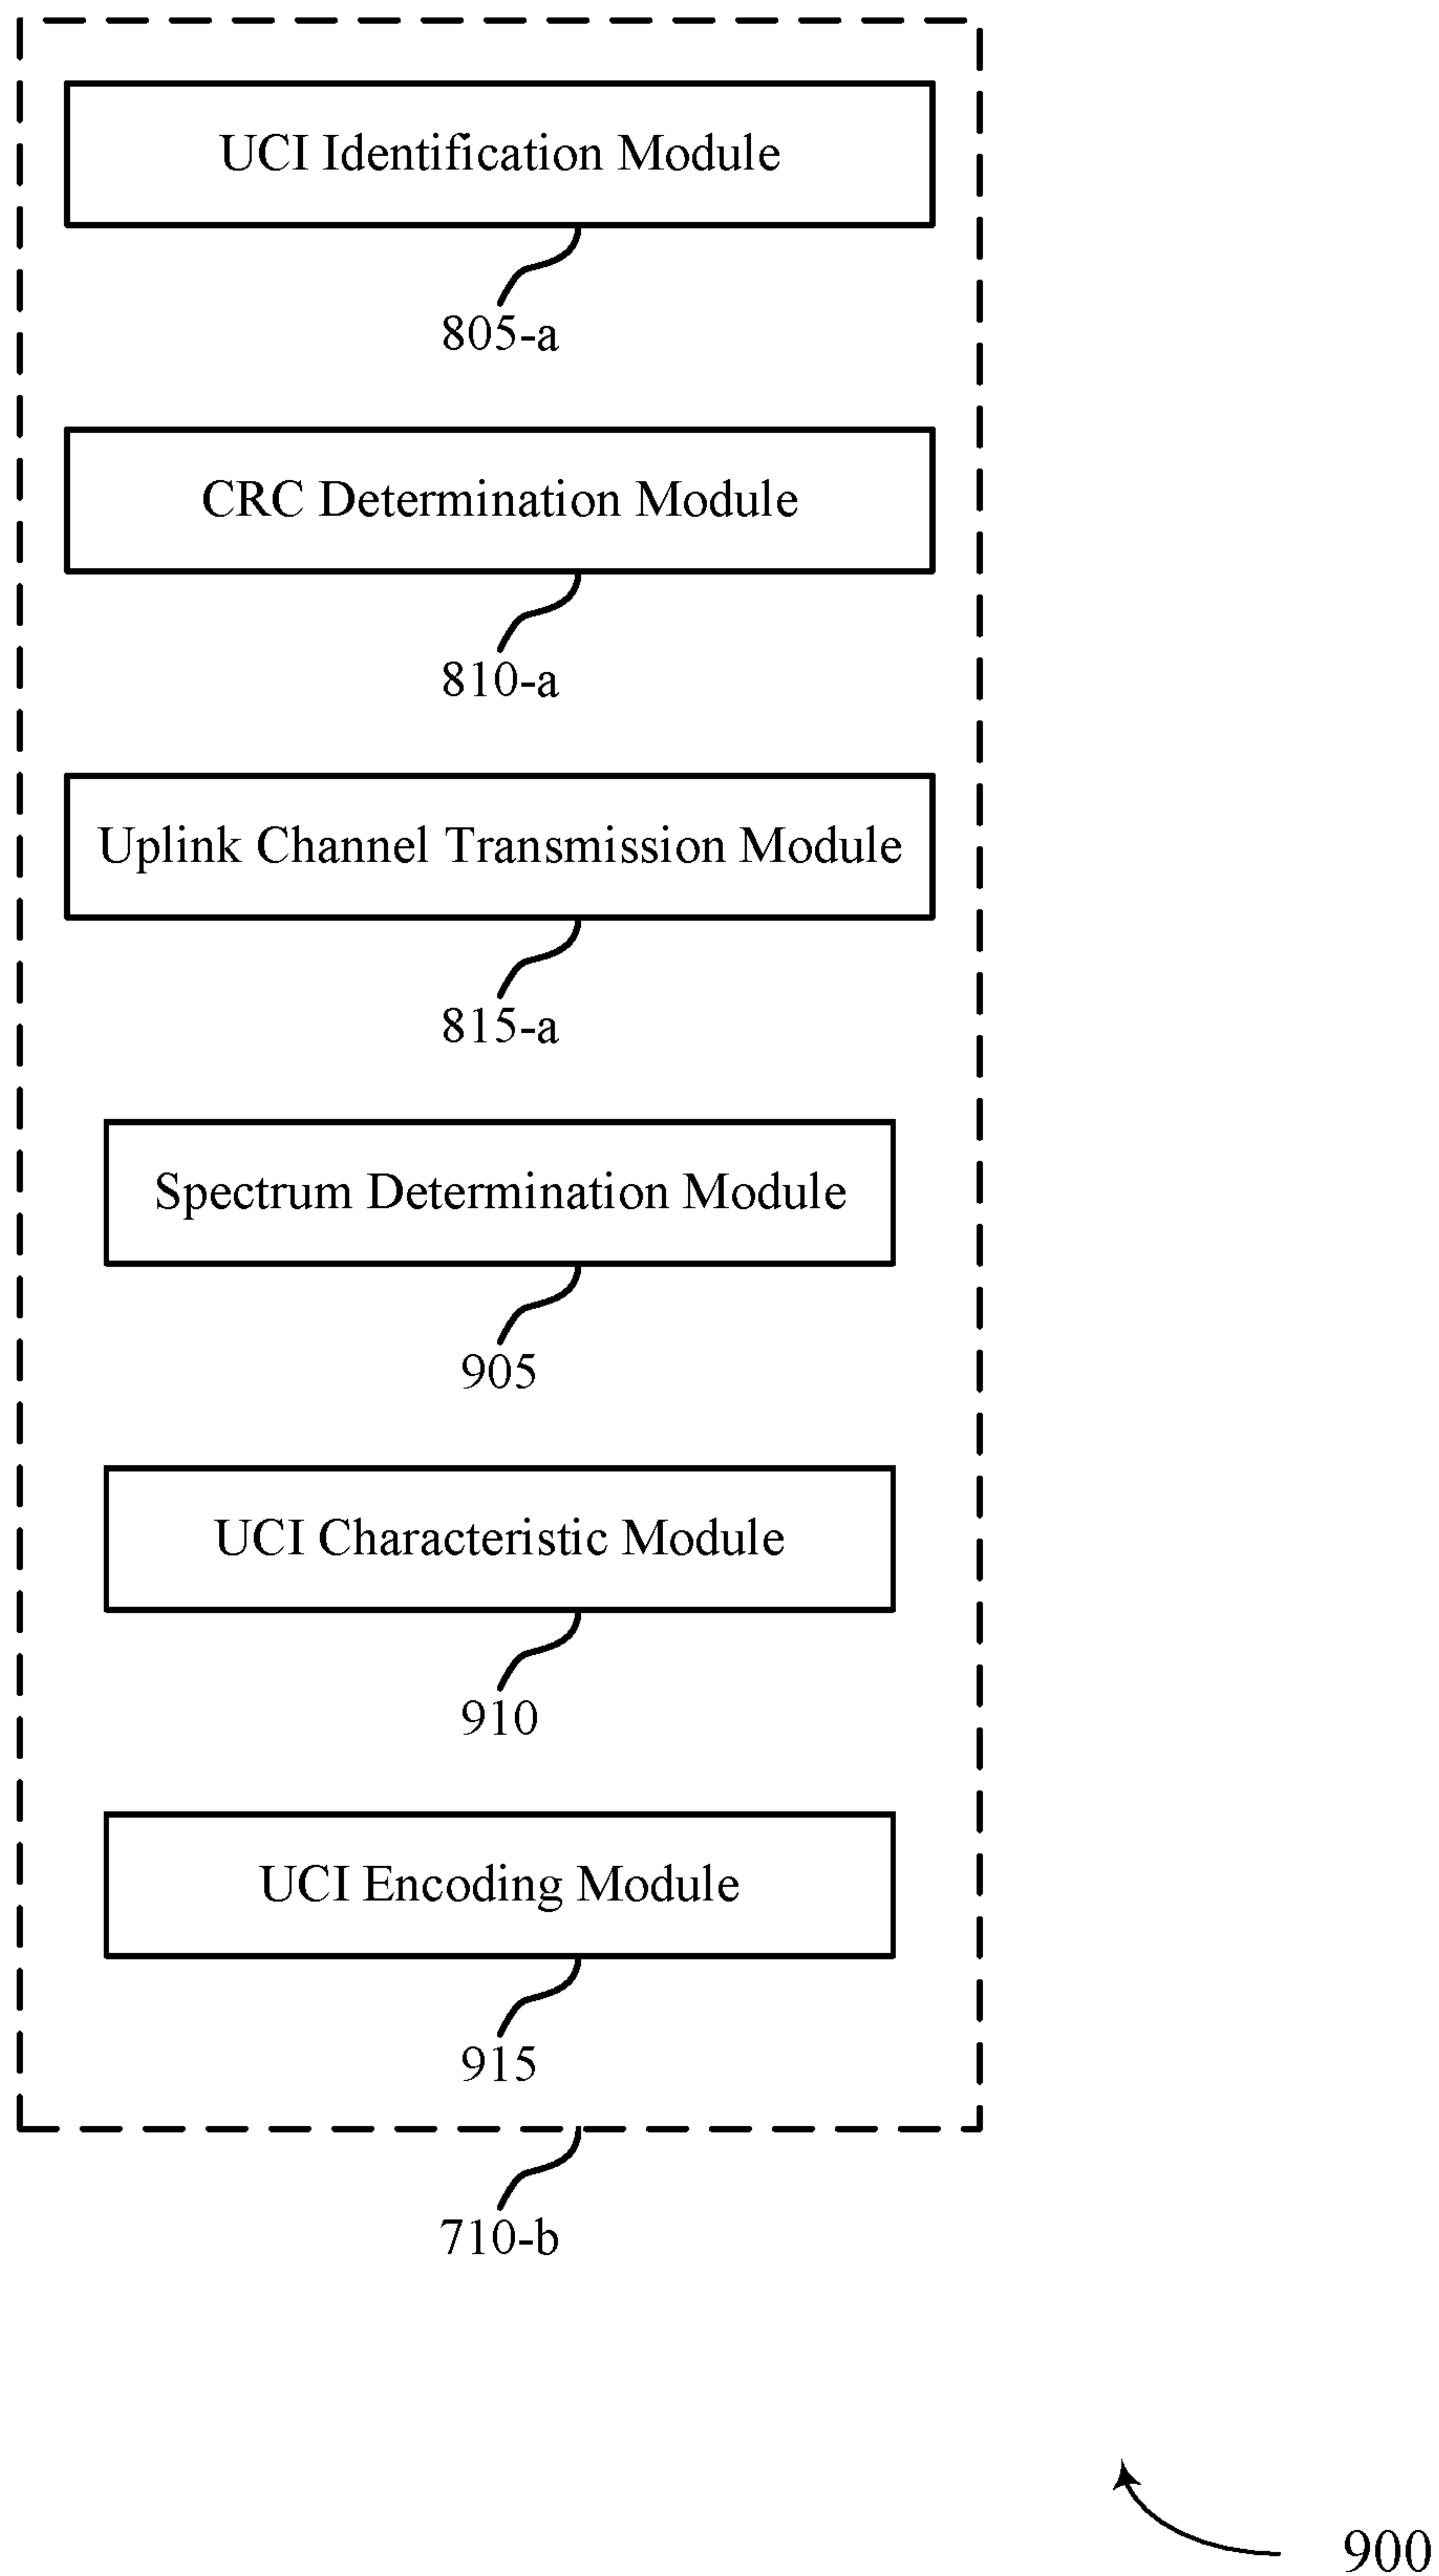 UCI Identification Module
805-a
CRC Determination Module
810-a
Uplink Channel Transmission Module
815-a
Spectrum Determination Module
905
UCI Characteristic Module
910
UCI Encoding Module
915
710-b
900